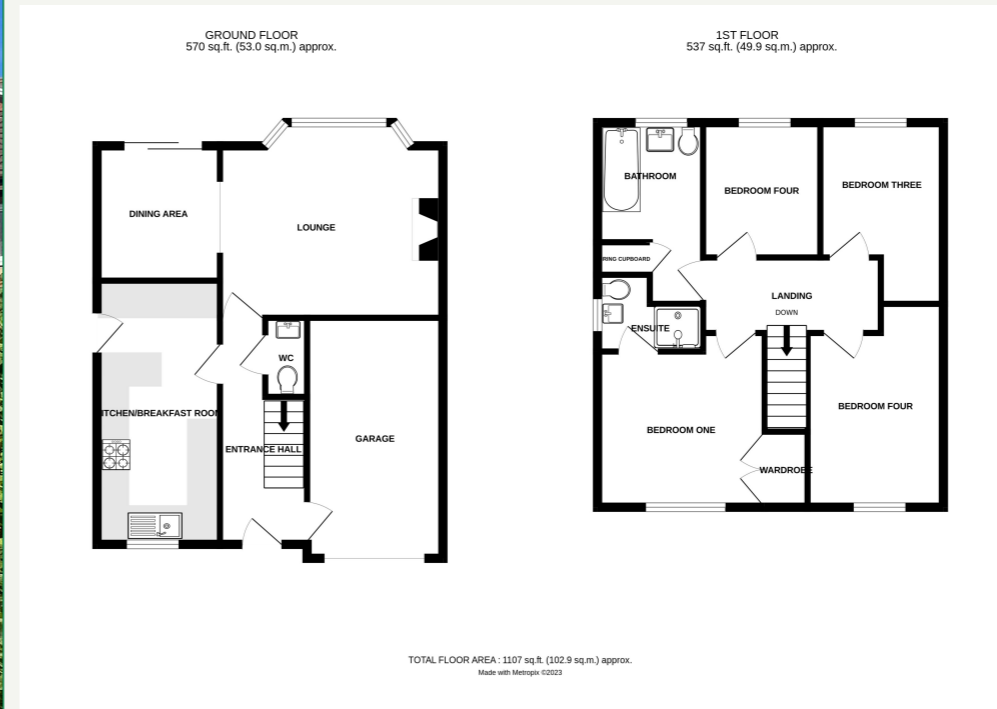 GROUND FLOOR
570 sq.ft. (53.0 sq.m.) approx.
1ST FLOOR
537 sq.ft. (49.9 sq.m.) approx.
DINING AREA
LOUNGE
WC
KITCHEN/BREAKFAST ROOM
ENTRANCE HALL
GARAGE
BATHROOM
BEDROOM FOUR
BEDROOM THREE
RING CUPBOARD
LANDING
DOWN
ENSUITE
BEDROOM ONE
BEDROOM FOUR
WARDROBE
TOTAL FLOOR AREA : 1107 sq.ft. (102.9 sq.m.) approx.
Made with Metropix ©2023